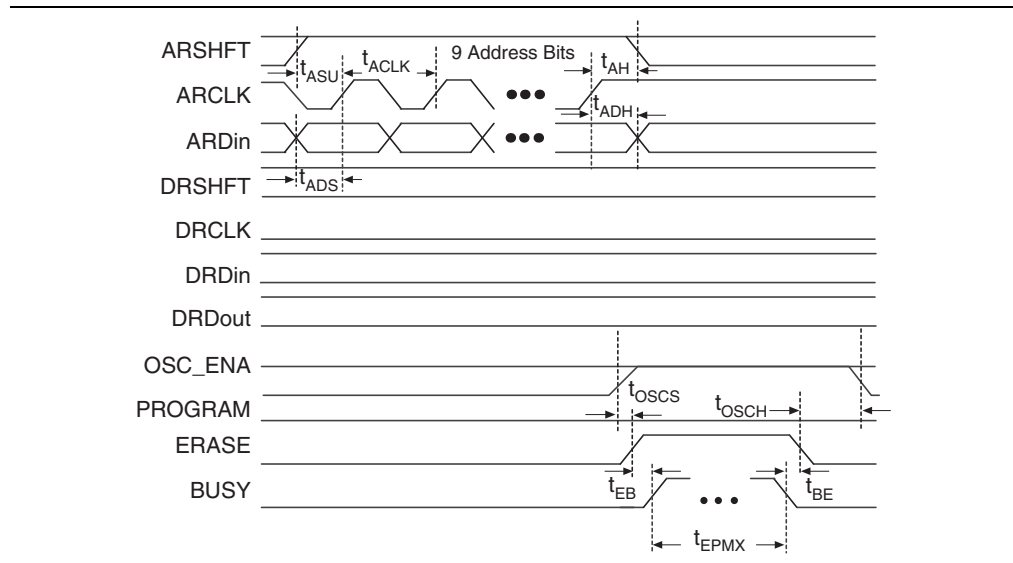 ARSHFT
9 Address Bits
tASU
tACLK
tAH
ARCLK
tADH
ARDin
tADS
DRSHFT
DRCLK
DRDin
DRDout
OSC_ENA
tOSCS
tOSCH
PROGRAM
ERASE
tEB
tBE
BUSY
tEPMX